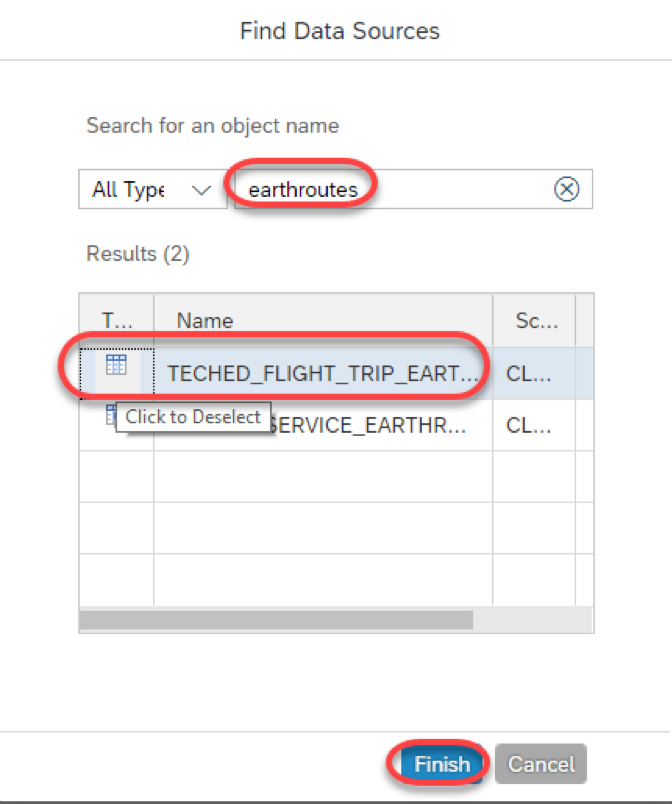 Find Data Sources
Search for an object name
All Type earthroutes
Results (2)
T... Name Sc...
TECHED_FLIGHT_TRIP_EART... CL...
Click to Deselect SERVICE_EARTHR... CL...
Finish Cancel